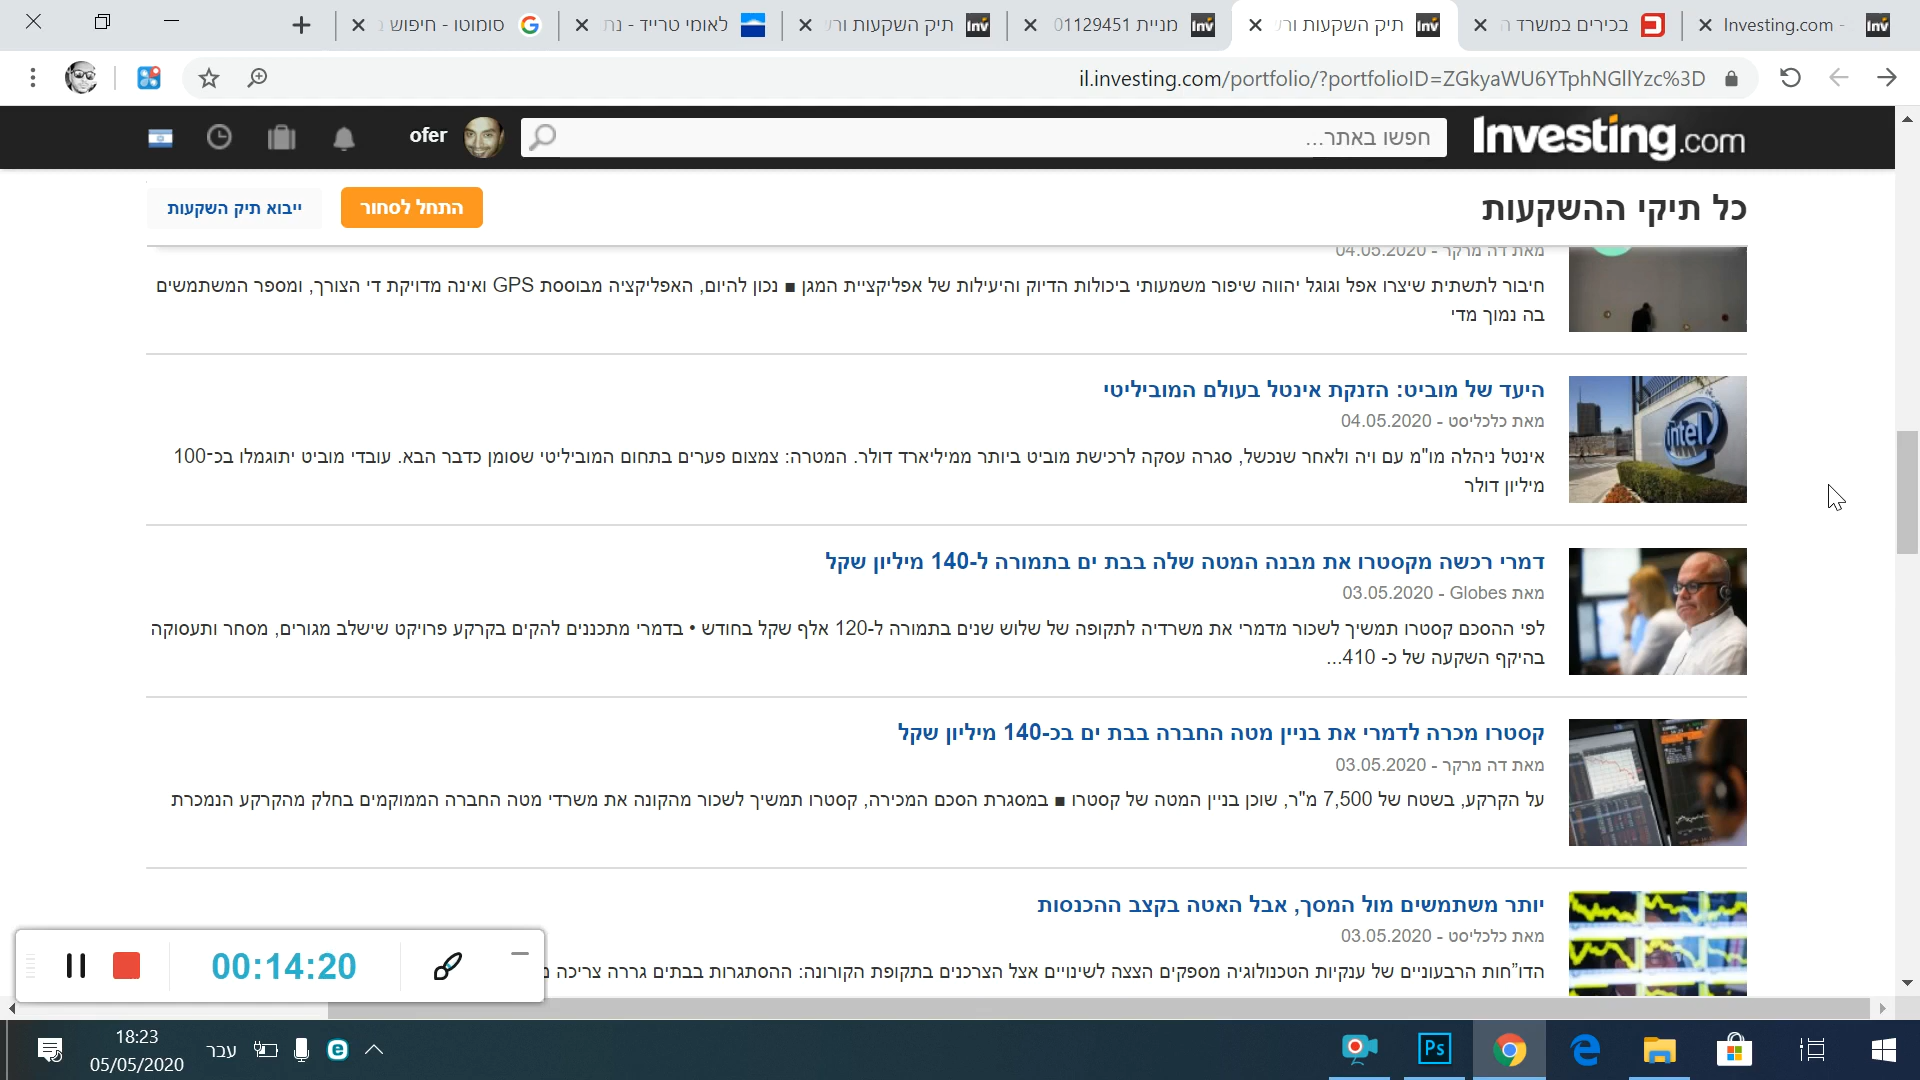 Investing.com -
בכירים במשרד
תיק השקעות
מניית 01129451
תיק השקעות
לאומי טרייד -
סומוטו - חיפוש
il.investing.com/portfolio/?portfolioID=ZGkyaWU6YTphNGllYzc%3D
Investing.com
חפשו באתר...
ofer
כל תיקי ההשקעות
התחל לסחור
ייבוא תיק השקעות
מאת דה מרקר - 04.05.2020
חיבור לתשתית שיצרו אפל וגוגל יהווה שיפור משמעותי ביכולות הדיוק והיעילות של אפליקציית המגן ■ נכון להיום, האפליקציה מבוססת GPS ואינה מדויקת די הצורך, ומספר המשתמשים
בה נמוך מדי
היעד של מוביט: הזנקת אינטל בעולם המוביליטי
מאת כלכליסט - 04.05.2020
אינטל ניהלה מו"מ עם ויה ולאחר שנכשל, סגרה עסקה לרכישת מוביט ביותר ממיליארד דולר. המטרה: צמצום פערים בתחום המוביליטי שסומן כדבר הבא. עובדי מוביט יתוגמלו בכ־100
מיליון דולר
intel
דמרי רכשה מקסטרו את מבנה המטה שלה בבת ים בתמורה ל-140 מיליון שקל
מאת Globes - 03.05.2020
לפי ההסכם קסטרו תמשיך לשכור מדמרי את משרדיה לתקופה של שלוש שנים בתמורה ל-120 אלף שקל בחודש • בדמרי מתכננים להקים בקרקע פרויקט שישלב מגורים, מסחר ותעסוקה
בהיקף השקעה של כ- 410...
קסטרו מכרה לדמרי את בניין מטה החברה בבת ים בכ-140 מיליון שקל
מאת דה מרקר - 03.05.2020
על הקרקע, בשטח של 7,500 מ"ר, שוכן בניין המטה של קסטרו ■ במסגרת הסכם המכירה, קסטרו תמשיך לשכור מהקונה את משרדי מטה החברה הממוקמים בחלק מהקרקע הנמכרת
יותר משתמשים מול המסך, אבל האטה בקצב ההכנסות
מאת כלכליסט - 03.05.2020
הדו"חות הרבעוניים של ענקיות הטכנולוגיה מספקים הצצה לשינויים אצל הצרכנים בתקופת הקורונה: ההסתגרות בבתים גררה צריכה
00:14:20
Ps
עבר
18:23
05/05/2020